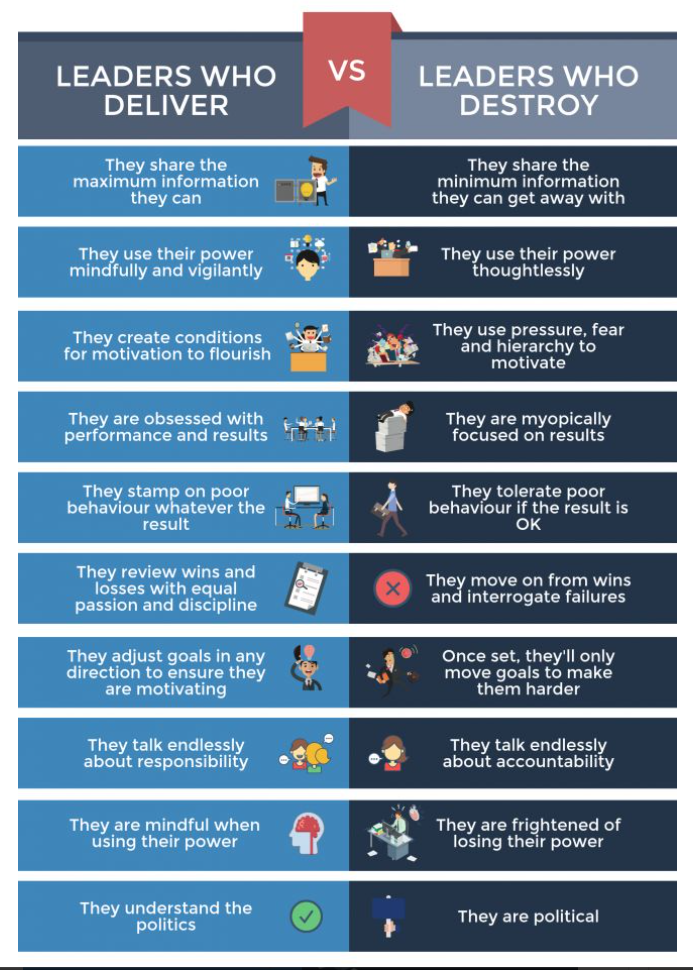 LEADERS WHO
DELIVER
VS
LEADERS WHO
DESTROY
They share the
maximum information
they can
They share the
minimum information
they can get away with
They use their power
mindfully and vigilantly
They use their power
thoughtlessly
They create conditions
for motivation to flourish
They use pressure, fear
and hierarchy to
motivate
They are obsessed with
performance and results
They are myopically
focused on results
They stamp on poor
behaviour whatever the
result
They tolerate poor
behaviour if the result is
OK
They review wins and
losses with equal
passion and discipline
They move on from wins
and interrogate failures
They adjust goals in any
direction to ensure they
are motivating
Once set, they'll only
move goals to make
them harder
They talk endlessly
about responsibility
They talk endlessly
about accountability
They are mindful when
using their power
They are frightened of
losing their power
They understand the
politics
They are political